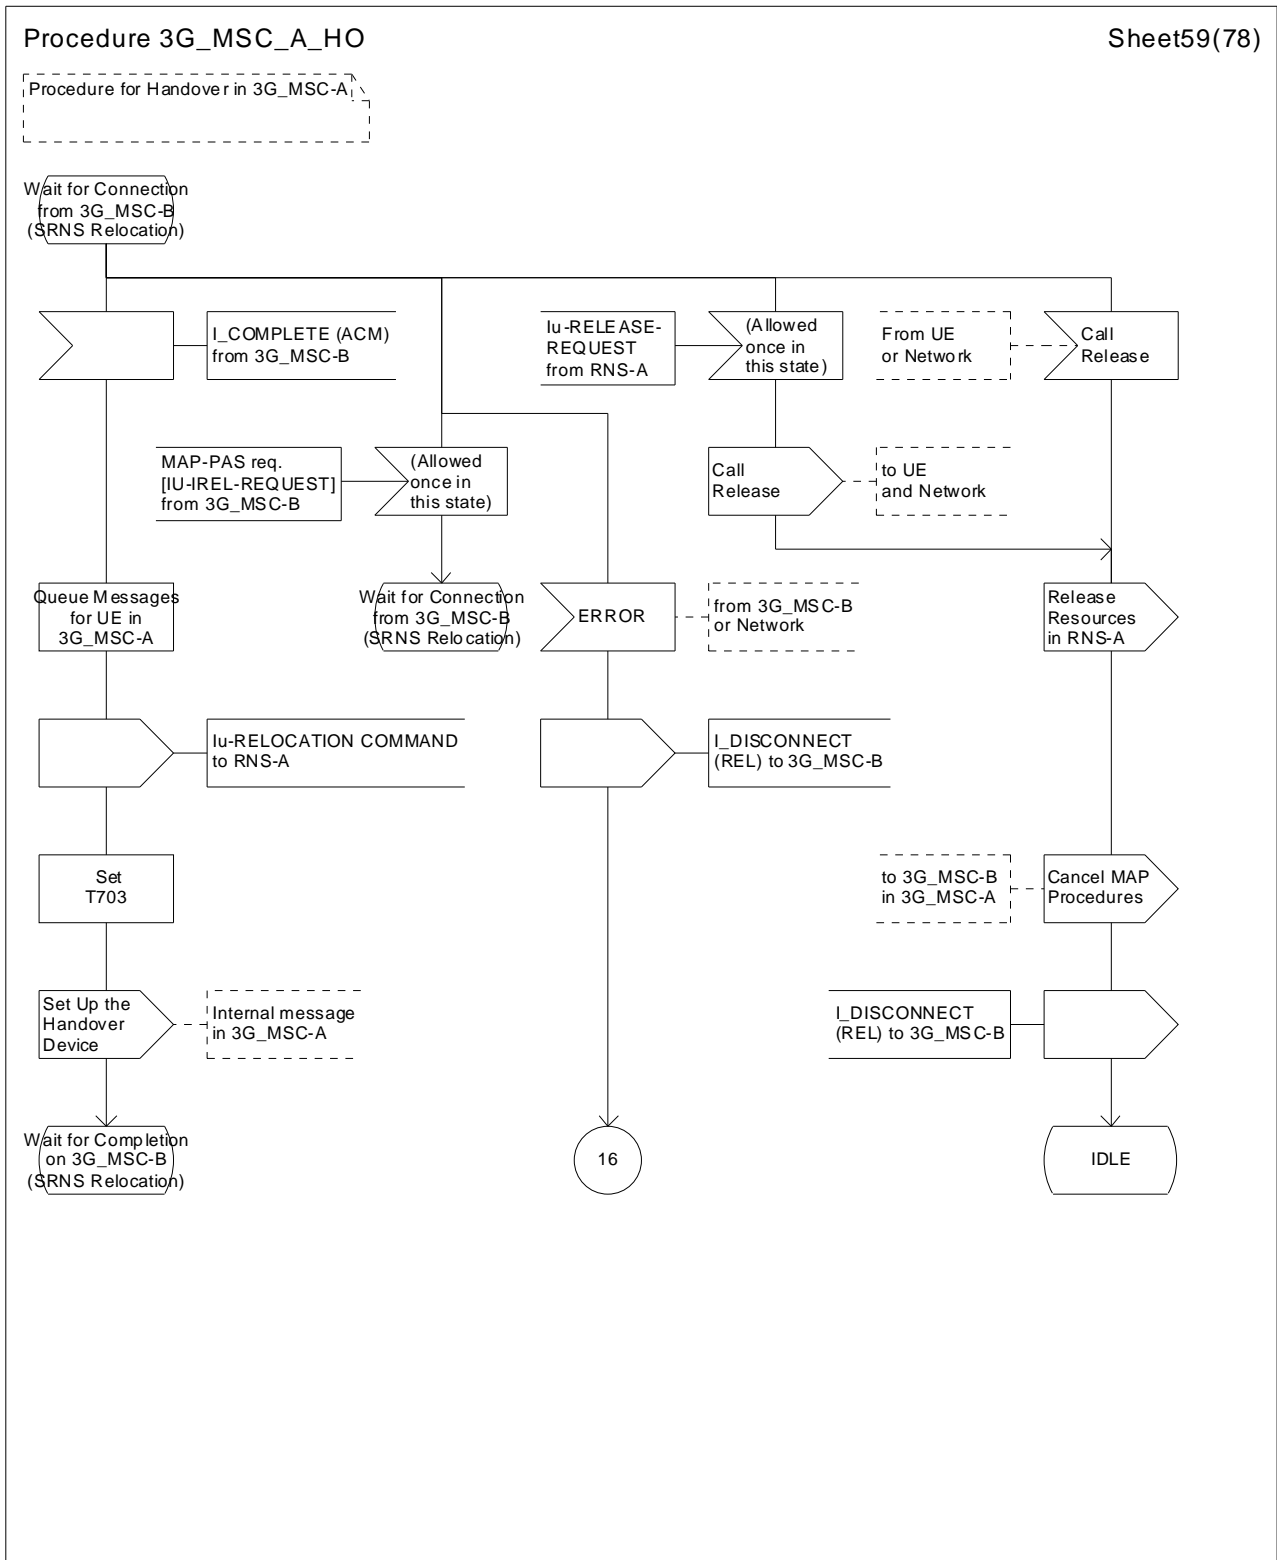 Procedure 3G_MSC_A_HO
Sheet59(78)
Procedure for Handover in 3G_MSC-A
Wait for Connection
from 3G_MSC-B
(SRNS Relocation)
I_COMPLETE (ACM)
from 3G_MSC-B
Iu-RELEASE-
REQUEST
from RNS-A
(Allowed
once in
this state)
From UE
or Network
Call
Release
MAP-PAS req.
[IU-IREL-REQUEST]
from 3G_MSC-B
(Allowed
once in
this state)
Call
Release
to UE
and Network
Queue Messages
for UE in
3G_MSC-A
Wait for Connection
from 3G_MSC-B
(SRNS Relocation)
ERROR
from 3G_MSC-B
or Network
Release
Resources
in RNS-A
Iu-RELOCATION COMMAND
to RNS-A
I_DISCONNECT
(REL) to 3G_MSC-B
Set
T703
to 3G_MSC-B
in 3G_MSC-A
Cancel MAP
Procedures
Set Up the
Handover
Device
Internal message
in 3G_MSC-A
I_DISCONNECT
(REL) to 3G_MSC-B
Wait for Completion
on 3G_MSC-B
(SRNS Relocation)
16
IDLE